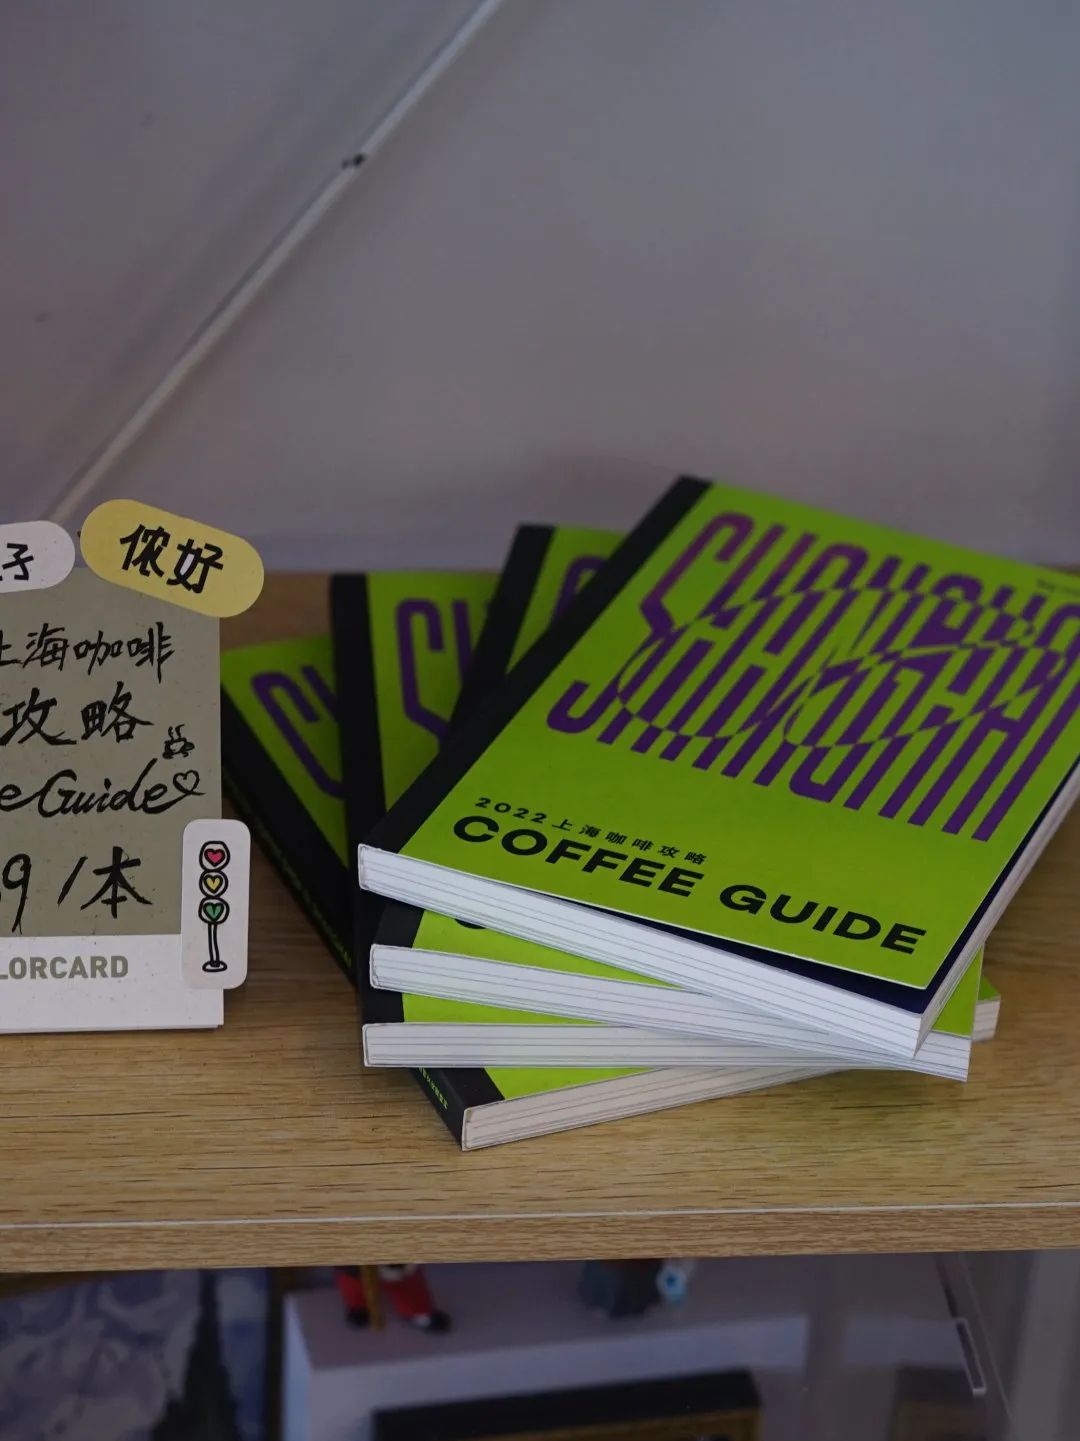 子
侬好
上海咖啡
攻略
e Guide
9/本
LORCARD
SHANGHAI
2022上海咖啡攻略
COFFEE GUIDE